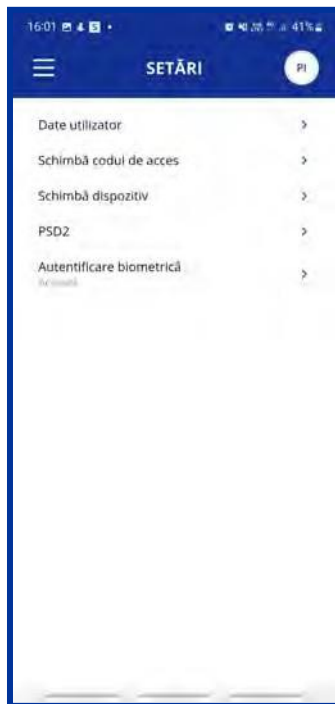 16:01 41%
SETĂRI PI
Date utilizator
Schimbă codul de acces
Schimbă dispozitiv
PSD2
Autentificare biometrică